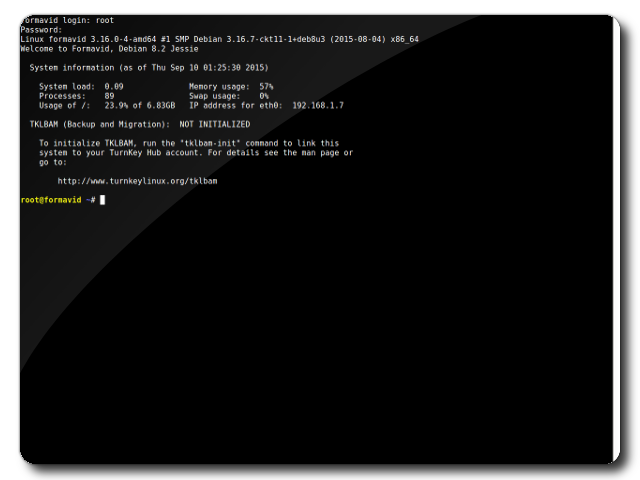 formavid login: root
Password:
Linux formavid 3.16.0-4-amd64 #1 SMP Debian 3.16.7-ckt11-1+deb8u3 (2015-08-04) x86_64
Welcome to Formavid, Debian 8.2 Jessie
System information (as of Thu Sep 10 01:25:30 2015)
System load:  0.09 Memory usage:  57%
Processes:    89 Swap usage:    0%
Usage of /:   23.9% of 6.83GB IP address for eth0:  192.168.1.7
TKLBAM (Backup and Migration):  NOT INITIALIZED
To initialize TKLBAM, run the "tklbam-init" command to link this
system to your TurnKey Hub account. For details see the man page or
go to:
http://www.turnkeylinux.org/tklbam
root@formavid ~#